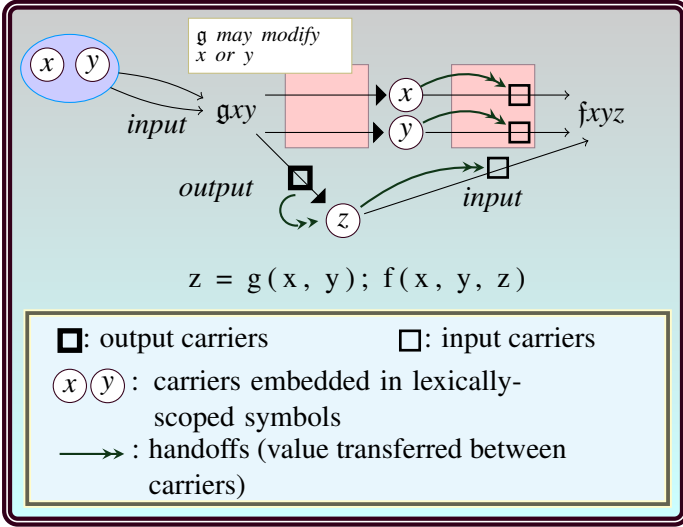 𝔤 may modify
x or y
x y
input
𝔤xy
x
y
𝔣xyz
output
input
z
z = g(x, y); f(x, y, z)
: output carriers
: input carriers
x y : carriers embedded in lexically-
scoped symbols
: handoffs (value transferred between
carriers)